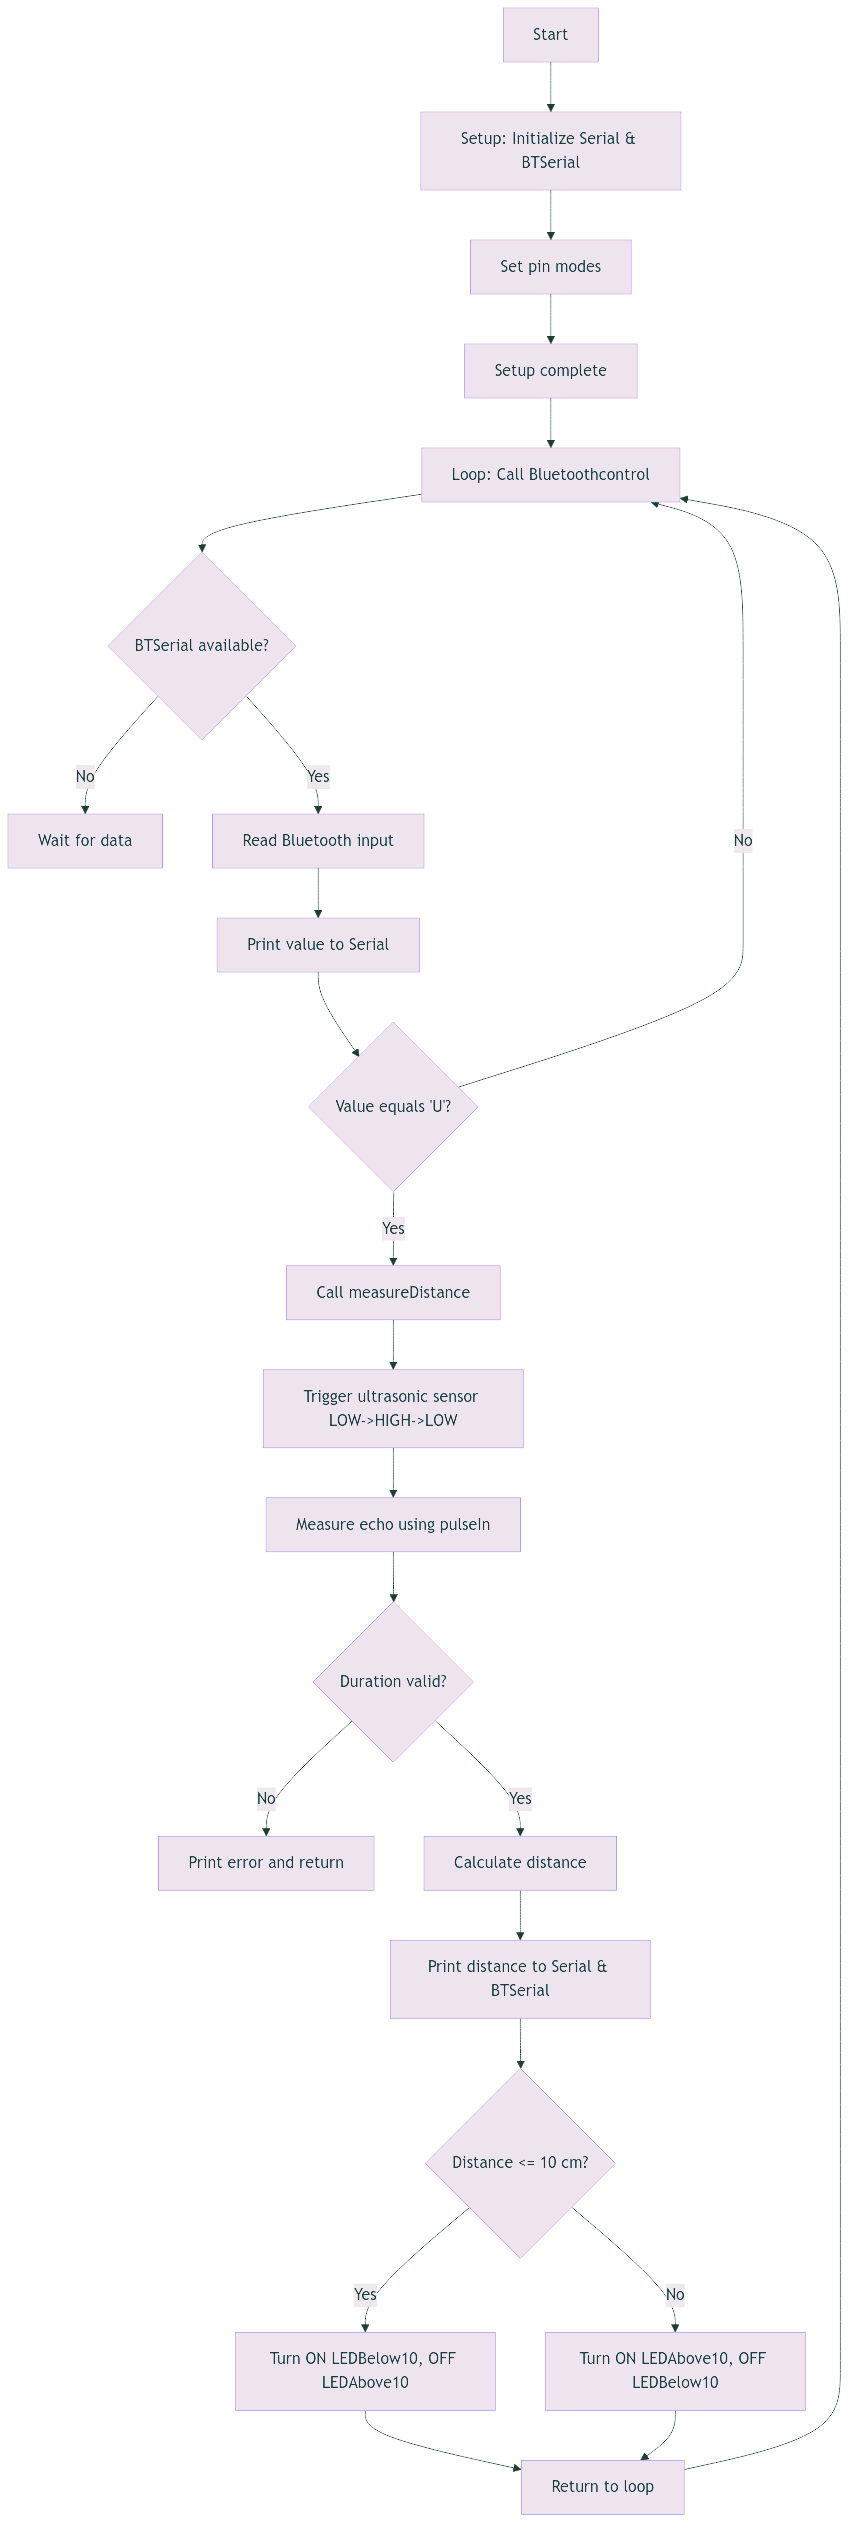 Start
Setup: Initialize Serial &
BTSerial
Set pin modes
Setup complete
Loop: Call Bluetoothcontrol
BTSerial available?
No
Yes
Wait for data
Read Bluetooth input
No
Print value to Serial
Value equals 'U'?
Yes
Call measureDistance
Trigger ultrasonic sensor
LOW->HIGH->LOW
Measure echo using pulseIn
Duration valid?
No
Yes
Print error and return
Calculate distance
Print distance to Serial &
BTSerial
Distance <= 10 cm?
Yes
No
Turn ON LEDBelow10, OFF
LEDAbove10
Turn ON LEDAbove10, OFF
LEDBelow10
Return to loop